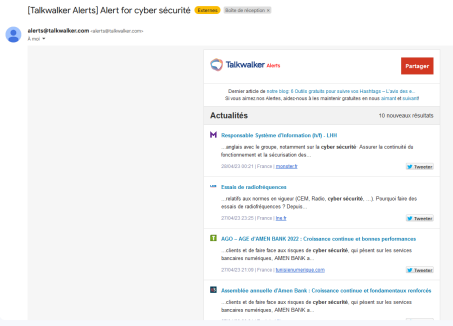 [Talkwalker Alerts] Alert for cyber sécurité Externes Boîte de réception ×
alerts@talkwalker.com <alerts@talkwalker.com>
À moi
Talkwalker Alerts
Partager
Dernier article de notre blog: 6 Outils gratuits pour suivre vos Hashtags – L'avis des e...
Si vous aimez nos Alertes, aidez-nous à les maintenir gratuites en nous aimant et suivant!
Actualités 10 nouveaux résultats
Responsable Système d'Information (h/f) - LHH
...anglais avec le groupe, notamment sur la cyber sécurité· Assurer la continuité du
fonctionnement et la sécurisation des...
28/04/23 00:21 | France | monster.fr
Tweeter
Essais de radiofréquences
...relatifs aux normes en vigueur (CEM, Radio, cyber sécurité, ....). Pourquoi faire des
essais de radiofréquences ? Depuis...
27/04/23 23:25 | France | lne.fr
Tweeter
AGO – AGE d'AMEN BANK 2022 : Croissance continue et bonnes performances
...clients et de faire face aux risques de cyber sécurité, qui pèsent sur les services
bancaires numériques, AMEN BANK a...
27/04/23 21:09 | France | tunisienumerique.com
Tweeter
Assemblée annuelle d'Amen Bank : Croissance continue et fondamentaux renforcés
...clients et de faire face aux risques de cyber sécurité, qui pèsent sur les services
bancaires numériques, AMEN BANK a...